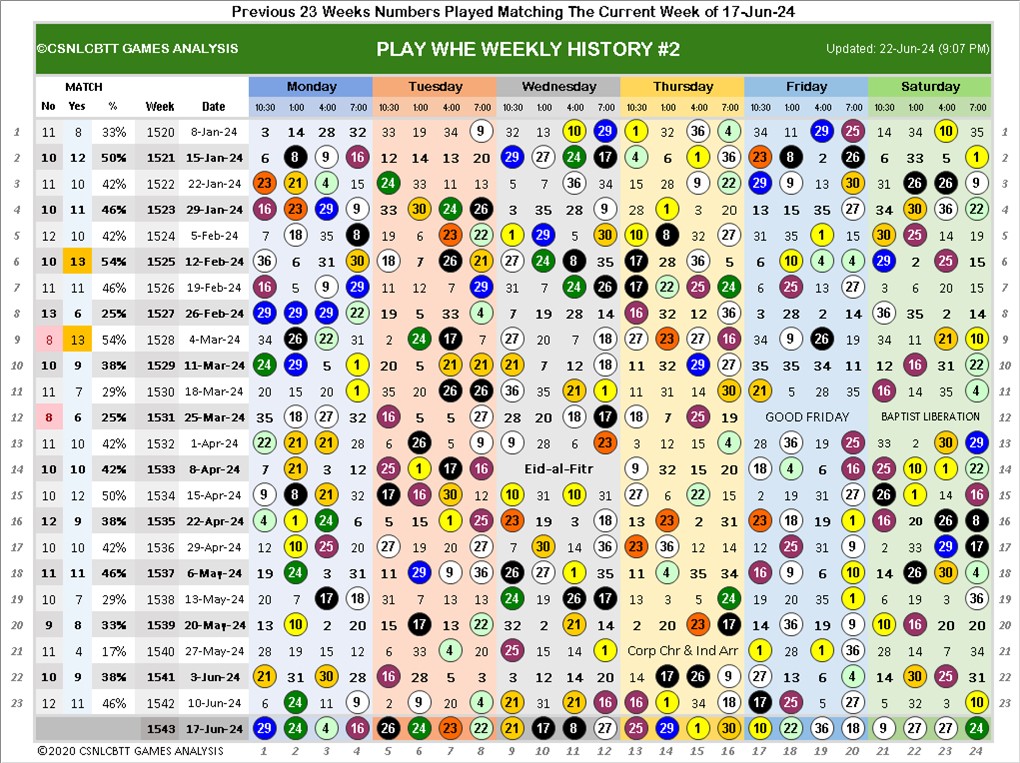 Previous 23 Weeks Numbers Played Matching The Current Week of 17-Jun-24
©CSNLCBTT GAMES ANALYSIS PLAY WHE WEEKLY HISTORY #2 Updated: 22-Jun-24 (9:07 PM)
MATCH Monday Tuesday Wednesday Thursday Friday Saturday
No Yes % Week Date 10:30 1:00 4:00 7:00 10:30 1:00 4:00 7:00 10:30 1:00 4:00 7:00 10:30 1:00 4:00 7:00 10:30 1:00 4:00 7:00 10:30 1:00 4:00 7:00
1 11 8 33% 1520 8-Jan-24 3 14 28 32 33 19 34 9 32 13 10 29 1 32 36 4 34 11 29 25 14 34 10 35 1
2 10 12 50% 1521 15-Jan-24 6 8 9 16 12 14 13 20 29 27 24 17 4 6 1 36 23 8 2 26 6 33 5 1 2
3 11 10 42% 1522 22-Jan-24 23 21 4 15 24 33 11 13 5 7 36 34 15 28 9 22 29 9 13 30 31 26 26 9 3
4 10 11 46% 1523 29-Jan-24 16 23 29 9 33 30 24 26 3 35 28 9 28 1 3 20 13 15 35 27 34 30 36 22 4
5 12 10 42% 1524 5-Feb-24 7 18 35 8 19 6 23 22 1 29 5 30 10 8 32 27 31 35 1 15 30 25 14 19 5
6 10 13 54% 1525 12-Feb-24 36 6 31 30 18 7 26 21 27 24 8 35 17 28 36 5 6 10 4 4 29 2 25 15 6
7 11 11 46% 1526 19-Feb-24 16 5 9 29 11 12 7 29 31 7 24 26 17 22 25 24 6 25 13 27 3 6 20 15 7
8 13 6 25% 1527 26-Feb-24 29 29 29 22 19 5 33 4 7 19 28 14 16 32 12 36 3 28 2 14 36 35 2 14 8
9 8 13 54% 1528 4-Mar-24 34 26 22 31 2 24 17 7 27 20 7 18 27 23 27 16 34 9 26 19 34 11 21 10 9
10 10 9 38% 1529 11-Mar-24 24 29 5 1 20 5 21 21 21 7 12 18 11 32 29 27 35 35 34 11 12 16 31 22 10
11 11 7 29% 1530 18-Mar-24 20 15 20 1 35 20 26 26 36 35 21 1 11 31 14 30 21 5 28 35 16 14 35 4 11
12 8 6 25% 1531 25-Mar-24 35 18 27 32 16 5 5 27 28 20 18 17 18 7 25 19 GOOD FRIDAY BAPTIST LIBERATION 12
13 11 10 42% 1532 1-Apr-24 22 21 21 28 6 26 5 9 9 28 6 23 3 12 15 4 28 36 19 25 33 2 30 29 13
14 10 10 42% 1533 8-Apr-24 7 21 3 12 25 1 17 16 Eid-al-Fitr 9 32 15 20 18 4 6 16 25 10 1 22 14
15 10 12 50% 1534 15-Apr-24 9 8 21 32 17 16 30 12 10 31 10 31 27 6 22 15 2 19 31 27 26 1 14 16 15
16 12 9 38% 1535 22-Apr-24 4 1 24 6 5 15 1 25 23 19 3 18 13 23 2 31 23 18 19 1 16 20 26 8 16
17 10 10 42% 1536 29-Apr-24 12 10 25 20 27 19 20 27 7 30 14 36 23 36 12 14 12 25 31 9 2 33 29 17 17
18 11 11 46% 1537 6-May-24 19 24 3 31 11 29 9 36 26 27 1 35 11 4 35 34 16 9 6 10 14 26 30 4 18
19 10 7 29% 1538 13-May-24 20 7 17 18 31 7 13 13 24 19 26 17 13 3 5 24 19 20 35 1 6 19 3 36 19
20 9 8 33% 1539 20-May-24 13 10 2 20 15 17 13 22 32 2 21 14 2 20 23 17 14 36 19 9 10 16 20 20 20
21 11 4 17% 1540 27-May-24 28 19 15 12 6 33 4 20 25 15 14 1 Corp Chr & Ind Arr 1 28 1 36 28 14 7 34 21
22 10 9 38% 1541 3-Jun-24 21 31 30 28 16 28 5 3 3 12 14 20 14 17 26 9 27 13 6 4 14 30 25 31 22
23 12 11 46% 1542 10-Jun-24 6 24 11 9 2 9 20 4 21 31 21 16 16 1 34 18 17 25 5 27 5 32 3 10 23
1543 17-Jun-24 29 24 4 16 26 24 23 22 21 17 8 27 25 29 1 30 10 22 36 18 9 27 27 24
©2020 CSNLCBTT GAMES ANALYSIS 1 2 3 4 5 6 7 8 9 10 11 12 13 14 15 16 17 18 19 20 21 22 23 24